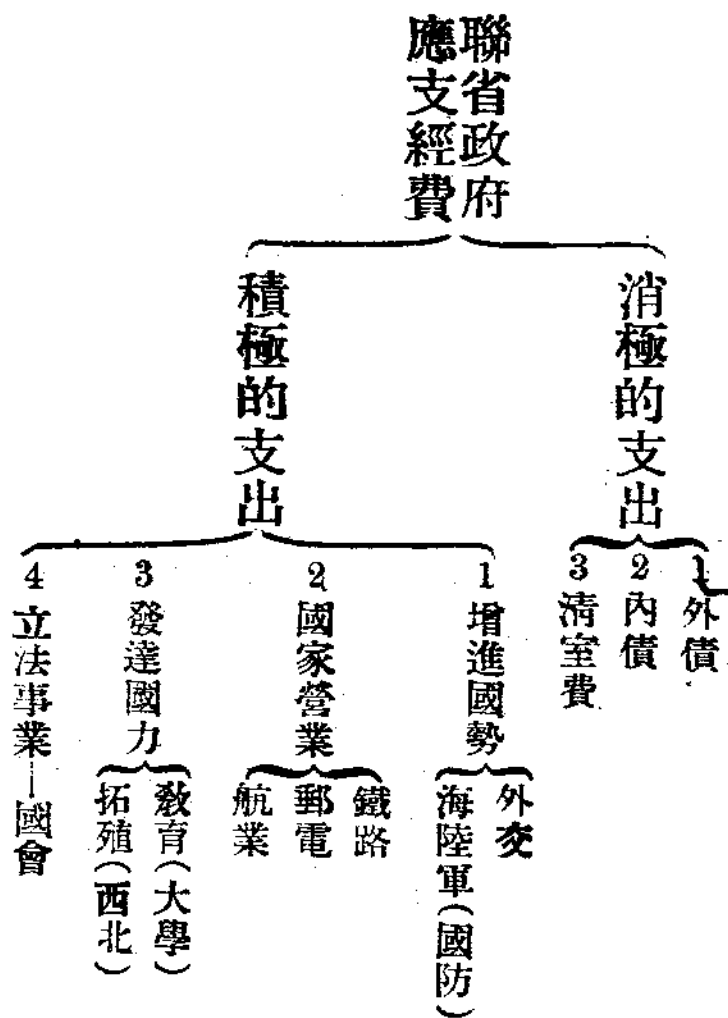 聯省政府
應支經費
消極的支出
1 外債
2 內債
3 清室費
積極的支出
1 增進國勢
外交
海陸軍(國防)
2 國家營業
鐵路
郵電
航業
3 發達國力
敎育(大學)
拓殖(西北)
4 立法事業—國會